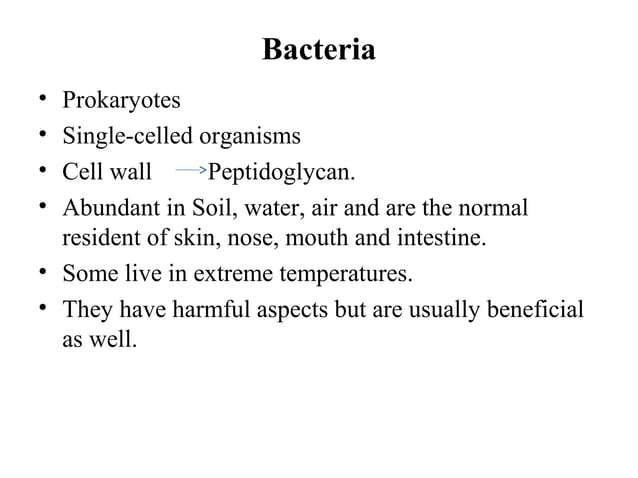 Bacteria
• Prokaryotes
• Single-celled organisms
• Cell wall → Peptidoglycan.
• Abundant in Soil, water, air and are the normal
resident of skin, nose, mouth and intestine.
• Some live in extreme temperatures.
• They have harmful aspects but are usually beneficial
as well.